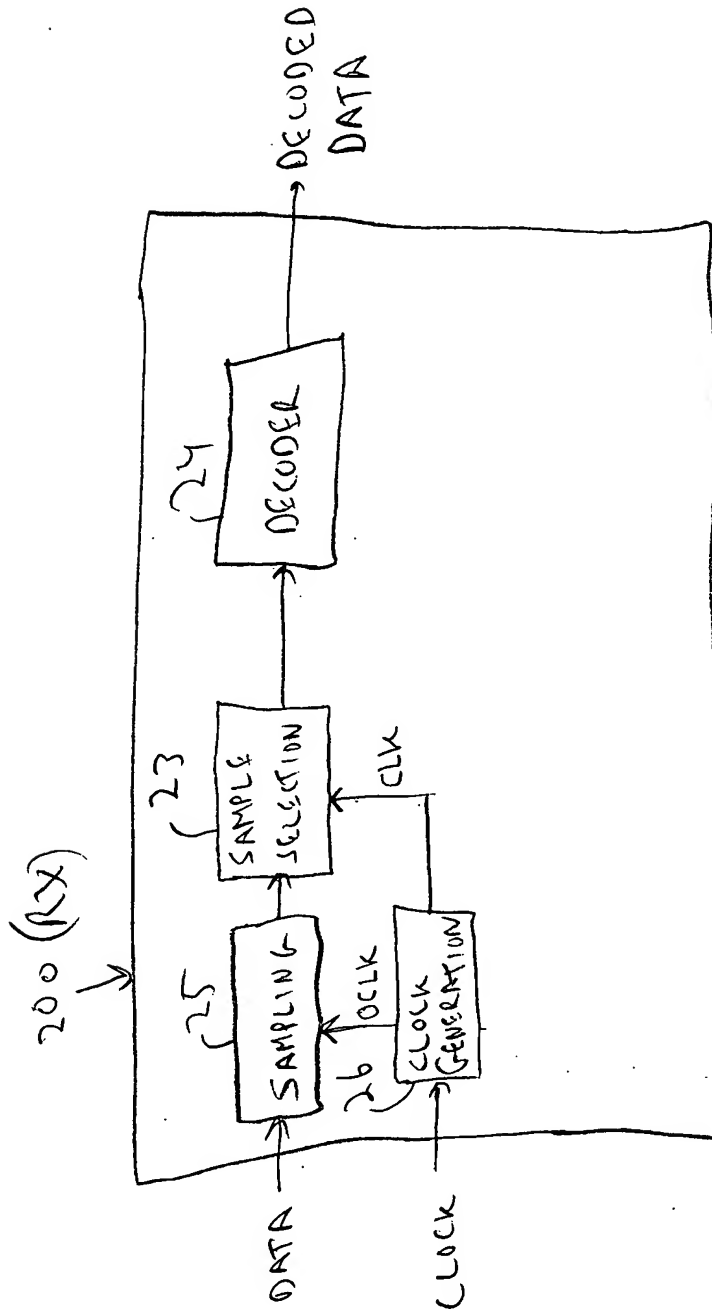 200 (RX)
25
SAMPLING
23
SAMPLE
SELECTION
24
DECODER
DECODED
DATA
DATA
OCLK
CLK
26
CLOCK
GENERATION
CLOCK